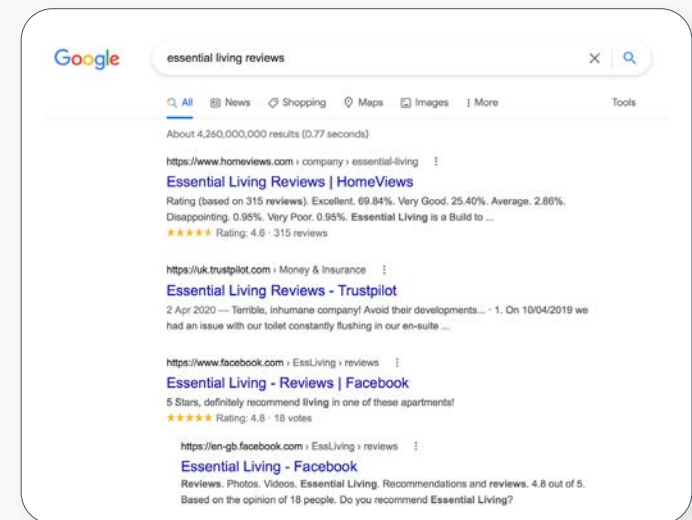 Google
essential living reviews
All News Shopping Maps Images More Tools
About 4,260,000,000 results (0.77 seconds)
https://www.homeviews.com › company › essential-living
Essential Living Reviews | HomeViews
Rating (based on 315 reviews). Excellent. 69.84%. Very Good. 25.40%. Average. 2.86%.
Disappointing. 0.95%. Very Poor. 0.95%. Essential Living is a Build to ...
Rating: 4.6 · 315 reviews
https://uk.trustpilot.com › Money & Insurance
Essential Living Reviews - Trustpilot
2 Apr 2020 — Terrible, inhumane company! Avoid their developments... · 1. On 10/04/2019 we
had an issue with our toilet constantly flushing in our en-suite ...
https://www.facebook.com › EssLiving › reviews
Essential Living - Reviews | Facebook
5 Stars, definitely recommend living in one of these apartments!
Rating: 4.8 · 18 votes
https://en-gb.facebook.com › EssLiving › reviews
Essential Living - Facebook
Reviews. Photos. Videos. Essential Living. Recommendations and reviews. 4.8 out of 5.
Based on the opinion of 18 people. Do you recommend Essential Living?